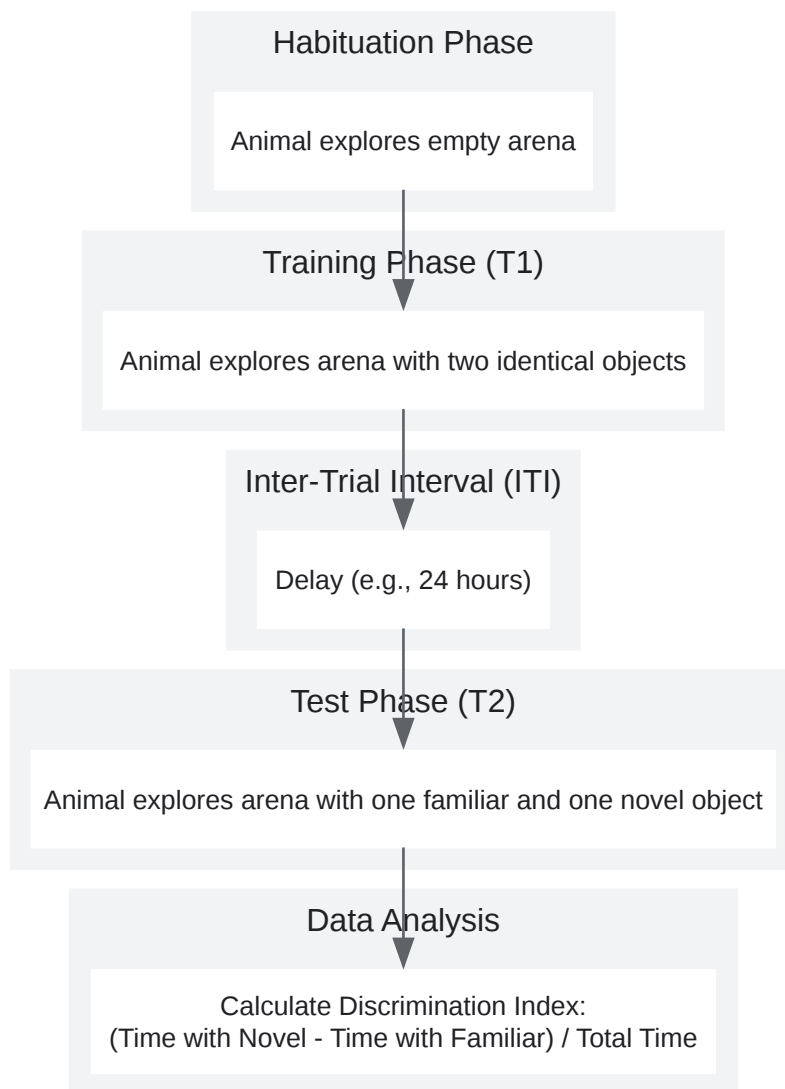 Habituation Phase
Animal explores empty arena
Training Phase (T1)
Animal explores arena with two identical objects
Inter-Trial Interval (ITI)
Delay (e.g., 24 hours)
Test Phase (T2)
Animal explores arena with one familiar and one novel object
Data Analysis
Calculate Discrimination Index:
(Time with Novel - Time with Familiar) / Total Time